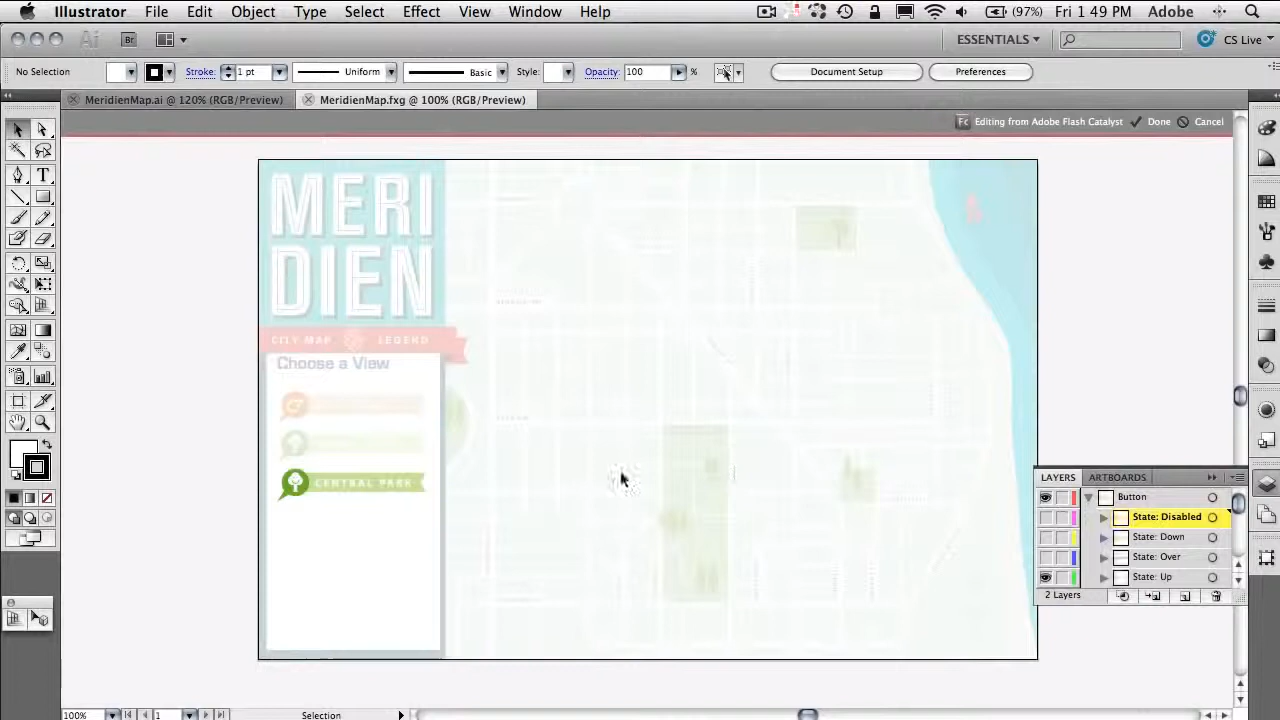 Illustrator File Edit Object Type Select Effect View Window Help (97%) Fri 1:49 PM Adobe
Ai Br ESSENTIALS CS Live
No Selection Stroke: 1 pt Uniform Basic Style: Opacity: 100 % Document Setup Preferences
MeridienMap.ai @ 120% (RGB/Preview) MeridienMap.fxg @ 100% (RGB/Preview)
Fc Editing from Adobe Flash Catalyst Done Cancel
MERI
DIEN
CITY MAP LEGEND
Choose a View
CENTRAL PARK
LAYERS ARTBOARDS
Button
State: Disabled
State: Down
State: Over
State: Up
2 Layers
100% 1 Selection